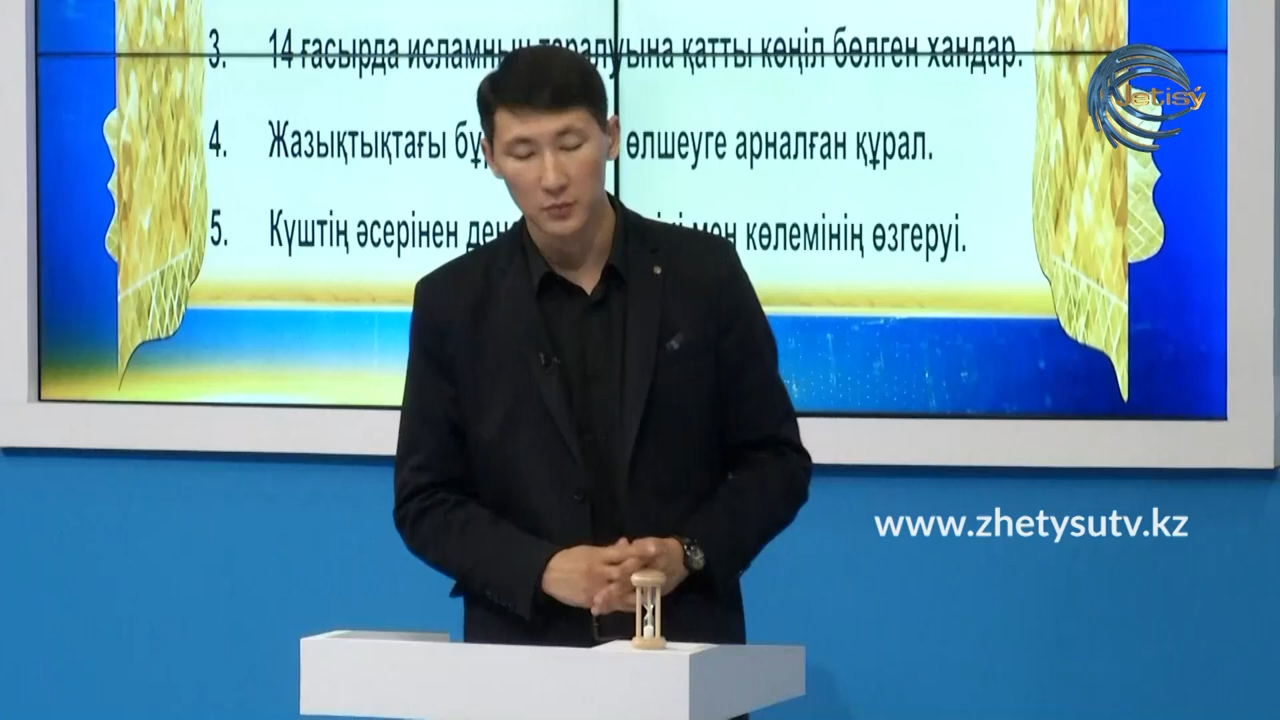 3. 14 ғасырда исламның таралуына қатты көңіл бөлген хандар.
Jetisý
4. Жазықтықтағы өлшеуге арналған құрал.
5. Күштің әсерінен мен көлемінің өзгеруі.
www.zhetysutv.kz